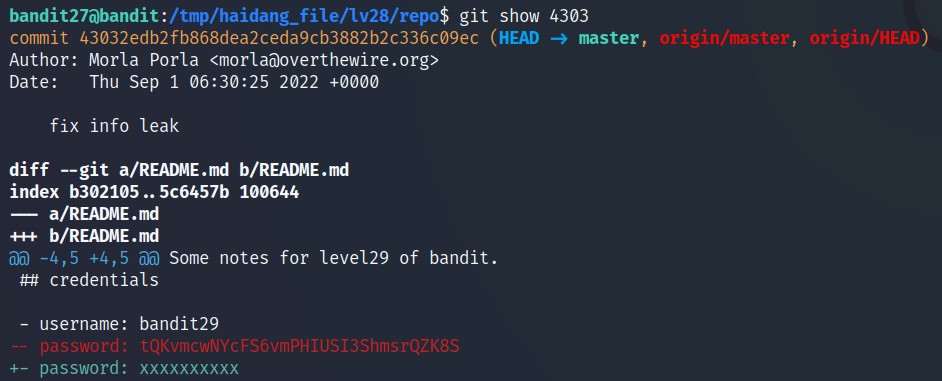 bandit27@bandit:/tmp/haidang_file/lv28/repo$ git show 4303
commit 43032edb2fb868dea2ceda9cb3882b2c336c09ec (HEAD -> master, origin/master, origin/HEAD)
Author: Morla Porla <morla@overthewire.org>
Date:   Thu Sep 1 06:30:25 2022 +0000

    fix info leak

diff --git a/README.md b/README.md
index b302105..5c6457b 100644
--- a/README.md
+++ b/README.md
@@ -4,5 +4,5 @@ Some notes for level29 of bandit.
 ## credentials

 - username: bandit29
-- password: tQKvmcwNYcFS6vmPHIUSI3ShmsrQZK8S
+- password: xxxxxxxxxx